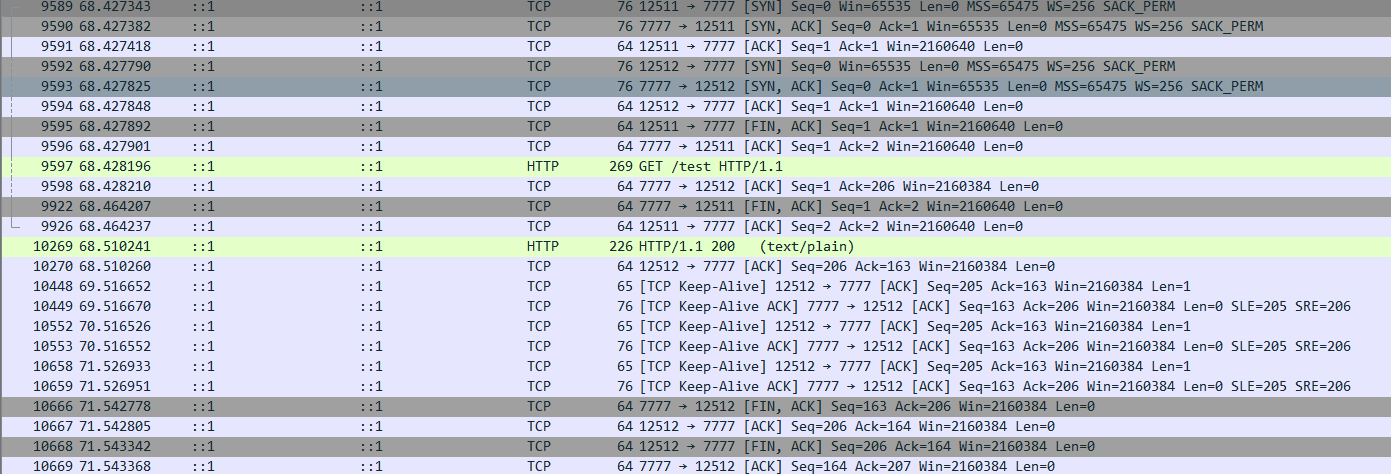 9589 68.427343 ::1 ::1 TCP 76 12511 → 7777 [SYN] Seq=0 Win=65535 Len=0 MSS=65475 WS=256 SACK_PERM
9590 68.427382 ::1 ::1 TCP 76 7777 → 12511 [SYN, ACK] Seq=0 Ack=1 Win=65535 Len=0 MSS=65475 WS=256 SACK_PERM
9591 68.427418 ::1 ::1 TCP 64 12511 → 7777 [ACK] Seq=1 Ack=1 Win=2160640 Len=0
9592 68.427790 ::1 ::1 TCP 76 12512 → 7777 [SYN] Seq=0 Win=65535 Len=0 MSS=65475 WS=256 SACK_PERM
9593 68.427825 ::1 ::1 TCP 76 7777 → 12512 [SYN, ACK] Seq=0 Ack=1 Win=65535 Len=0 MSS=65475 WS=256 SACK_PERM
9594 68.427848 ::1 ::1 TCP 64 12512 → 7777 [ACK] Seq=1 Ack=1 Win=2160640 Len=0
9595 68.427892 ::1 ::1 TCP 64 12511 → 7777 [FIN, ACK] Seq=1 Ack=1 Win=2160640 Len=0
9596 68.427901 ::1 ::1 TCP 64 7777 → 12511 [ACK] Seq=1 Ack=2 Win=2160640 Len=0
9597 68.428196 ::1 ::1 HTTP 269 GET /test HTTP/1.1
9598 68.428210 ::1 ::1 TCP 64 7777 → 12512 [ACK] Seq=1 Ack=206 Win=2160384 Len=0
9922 68.464207 ::1 ::1 TCP 64 7777 → 12511 [FIN, ACK] Seq=1 Ack=2 Win=2160640 Len=0
9926 68.464237 ::1 ::1 TCP 64 12511 → 7777 [ACK] Seq=2 Ack=2 Win=2160640 Len=0
10269 68.510241 ::1 ::1 HTTP 226 HTTP/1.1 200 (text/plain)
10270 68.510260 ::1 ::1 TCP 64 12512 → 7777 [ACK] Seq=206 Ack=163 Win=2160384 Len=0
10448 69.516652 ::1 ::1 TCP 65 [TCP Keep-Alive] 12512 → 7777 [ACK] Seq=205 Ack=163 Win=2160384 Len=1
10449 69.516670 ::1 ::1 TCP 76 [TCP Keep-Alive ACK] 7777 → 12512 [ACK] Seq=163 Ack=206 Win=2160384 Len=0 SLE=205 SRE=206
10552 70.516526 ::1 ::1 TCP 65 [TCP Keep-Alive] 12512 → 7777 [ACK] Seq=205 Ack=163 Win=2160384 Len=1
10553 70.516552 ::1 ::1 TCP 76 [TCP Keep-Alive ACK] 7777 → 12512 [ACK] Seq=163 Ack=206 Win=2160384 Len=0 SLE=205 SRE=206
10658 71.526933 ::1 ::1 TCP 65 [TCP Keep-Alive] 12512 → 7777 [ACK] Seq=205 Ack=163 Win=2160384 Len=1
10659 71.526951 ::1 ::1 TCP 76 [TCP Keep-Alive ACK] 7777 → 12512 [ACK] Seq=163 Ack=206 Win=2160384 Len=0 SLE=205 SRE=206
10666 71.542778 ::1 ::1 TCP 64 7777 → 12512 [FIN, ACK] Seq=163 Ack=206 Win=2160384 Len=0
10667 71.542805 ::1 ::1 TCP 64 12512 → 7777 [ACK] Seq=206 Ack=164 Win=2160384 Len=0
10668 71.543342 ::1 ::1 TCP 64 12512 → 7777 [FIN, ACK] Seq=206 Ack=164 Win=2160384 Len=0
10669 71.543368 ::1 ::1 TCP 64 7777 → 12512 [ACK] Seq=164 Ack=207 Win=2160384 Len=0